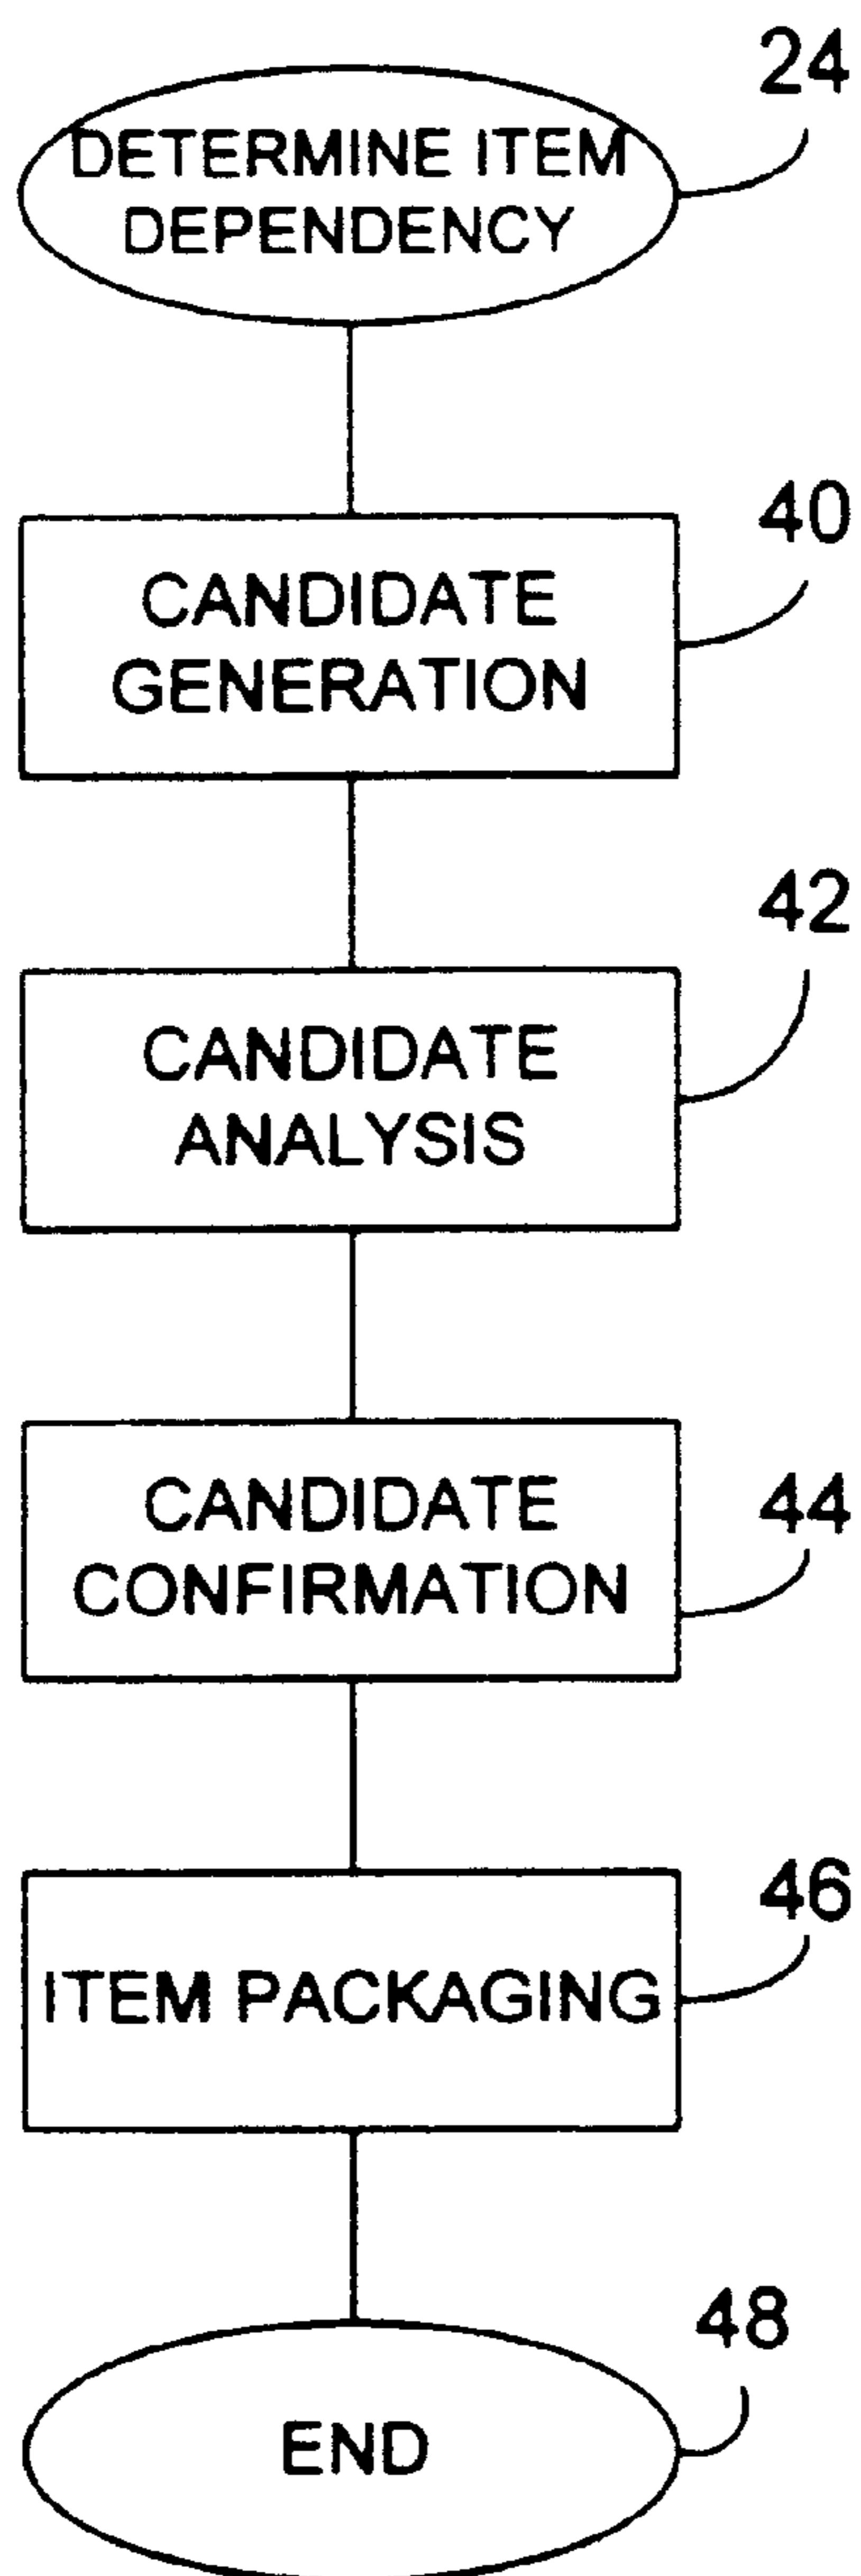 24
DETERMINE ITEM
DEPENDENCY
40
CANDIDATE
GENERATION
42
CANDIDATE
ANALYSIS
44
CANDIDATE
CONFIRMATION
46
ITEM PACKAGING
48
END